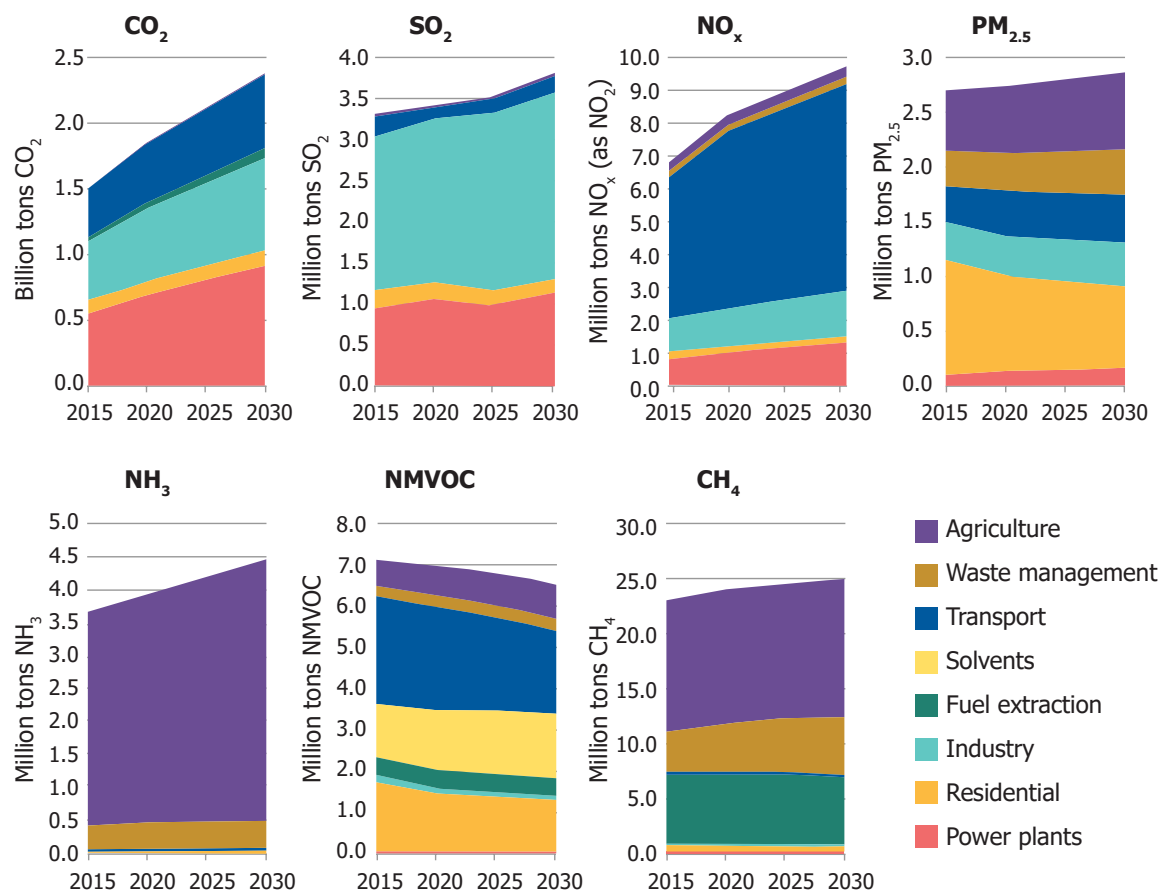 CO2
Billion tons CO2
2.5
2.0
1.5
1.0
0.5
0.0
2015 2020 2025 2030
SO2
Million tons SO2
4.0
3.5
3.0
2.5
2.0
1.5
1.0
0.5
0.0
2015 2020 2025 2030
NOx
Million tons NOx (as NO2)
10.0
9.0
8.0
7.0
6.0
5.0
4.0
3.0
2.0
1.0
0.0
2015 2020 2025 2030
PM2.5
Million tons PM2.5
3.0
2.5
2.0
1.5
1.0
0.5
0.0
2015 2020 2025 2030
NH3
Million tons NH3
5.0
4.5
4.0
3.5
3.0
2.5
2.0
1.5
1.0
0.5
0.0
2015 2020 2025 2030
NMVOC
Million tons NMVOC
8.0
7.0
6.0
5.0
4.0
3.0
2.0
1.0
0.0
2015 2020 2025 2030
CH4
Million tons CH4
30.0
25.0
20.0
15.0
10.0
5.0
0.0
2015 2020 2025 2030
Agriculture
Waste management
Transport
Solvents
Fuel extraction
Industry
Residential
Power plants